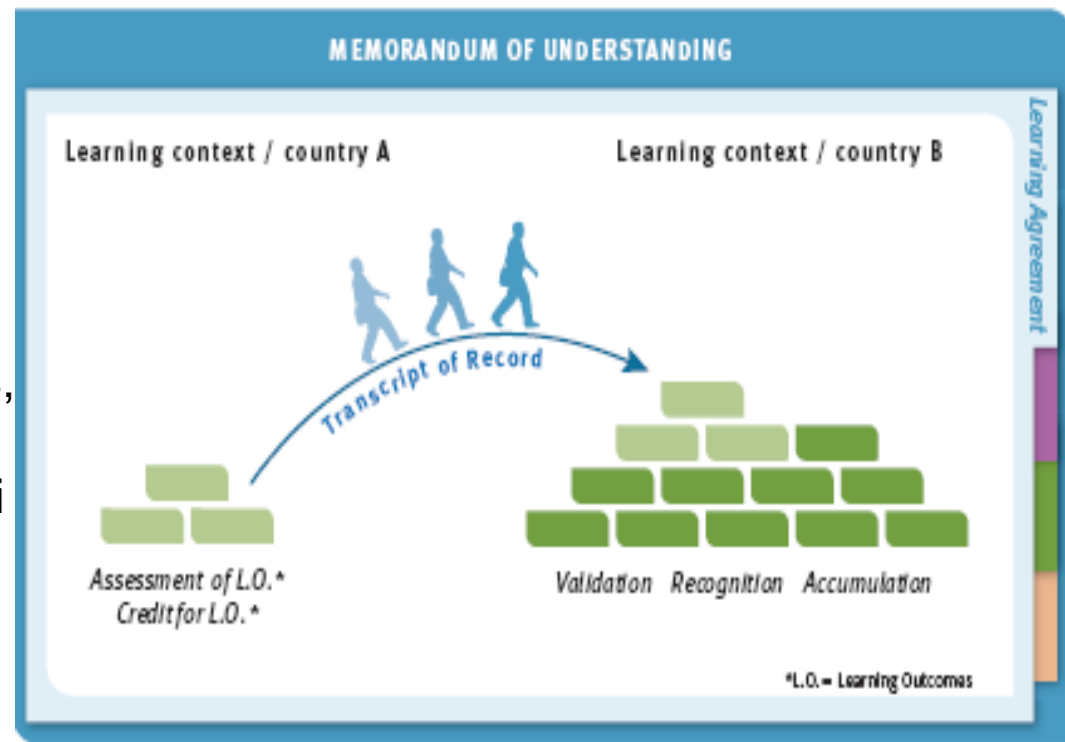 MEMORANDUM OF UNDERSTANDING
Learning context / country A
Learning context / country B
Learning Agreement
Transcript of Record
,
i
Assessment of L.O.*
Credit for L.O.*
Validation Recognition Accumulation
*L.O.= Learning Outcomes